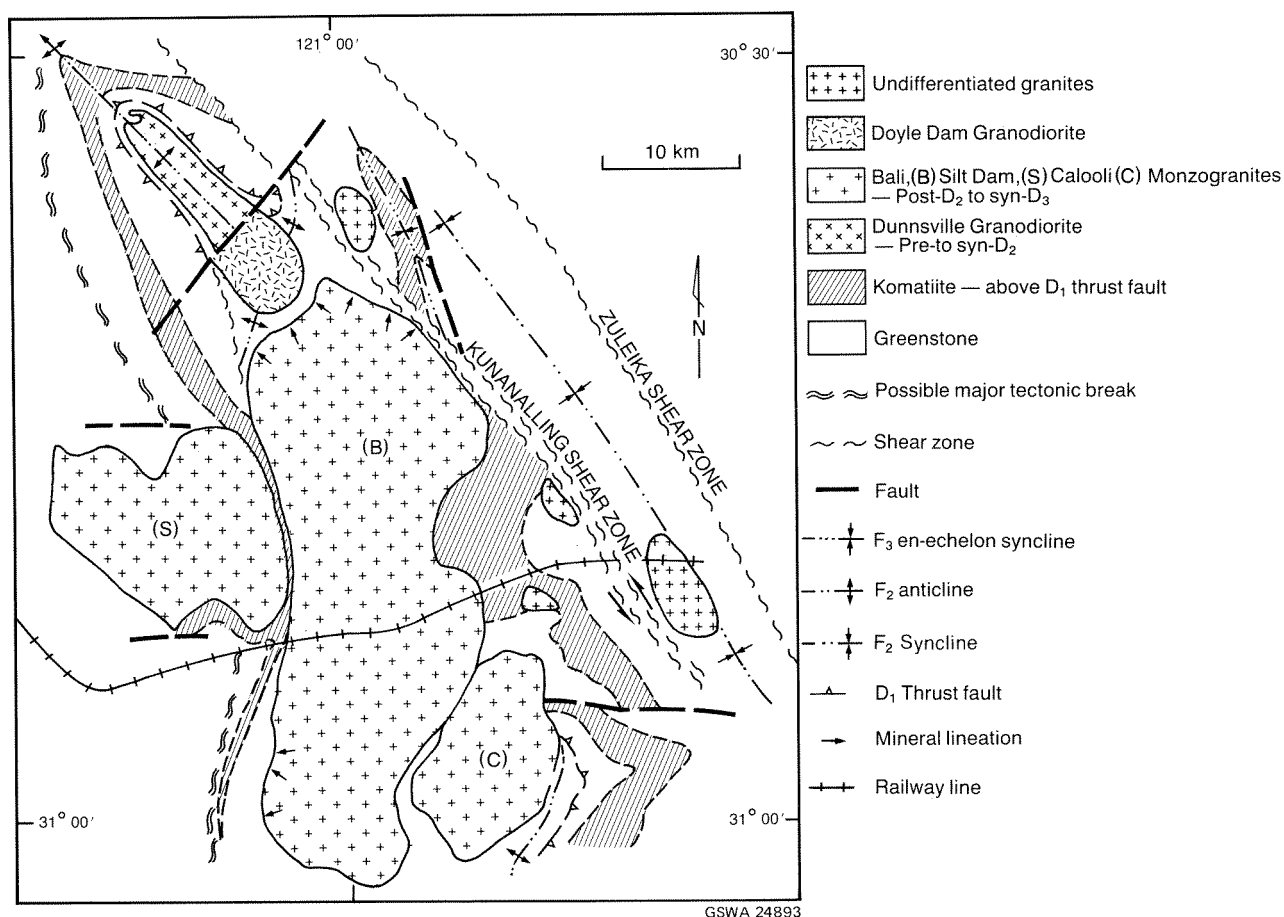 121° 00'
30° 30'
10 km
N
ZULEIKA SHEAR ZONE
KUNANALLING SHEAR ZONE
(B)
(S)
(C)
31° 00'
31° 00'
Undifferentiated granites
Doyle Dam Granodiorite
Bali,(B) Silt Dam,(S) Calooli (C) Monzogranites
— Post-D2 to syn-D3
Dunnsville Granodiorite
— Pre-to syn-D2
Komatiite — above D1 thrust fault
Greenstone
Possible major tectonic break
Shear zone
Fault
F3 en-echelon syncline
F2 anticline
F2 Syncline
D1 Thrust fault
Mineral lineation
Railway line
GSWA 24893